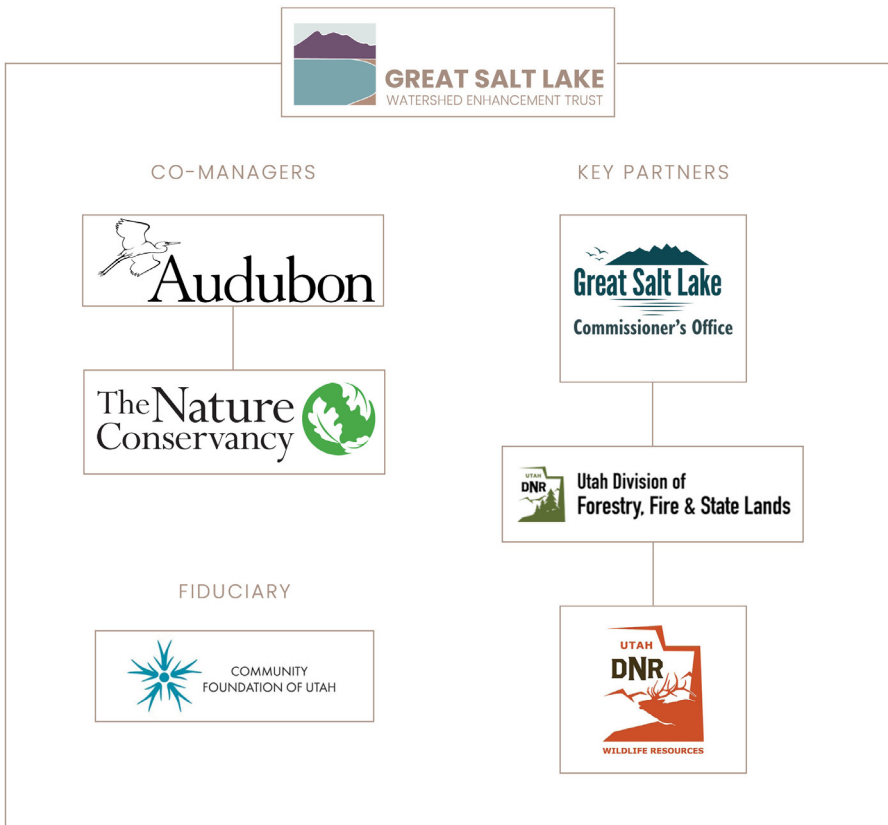 GREAT SALT LAKE
WATERSHED ENHANCEMENT TRUST
CO-MANAGERS
Audubon
The Nature
Conservancy
FIDUCIARY
COMMUNITY
FOUNDATION OF UTAH
KEY PARTNERS
Great Salt Lake
Commissioner's Office
UTAH
DNR
Utah Division of
Forestry, Fire & State Lands
UTAH
DNR
WILDLIFE RESOURCES